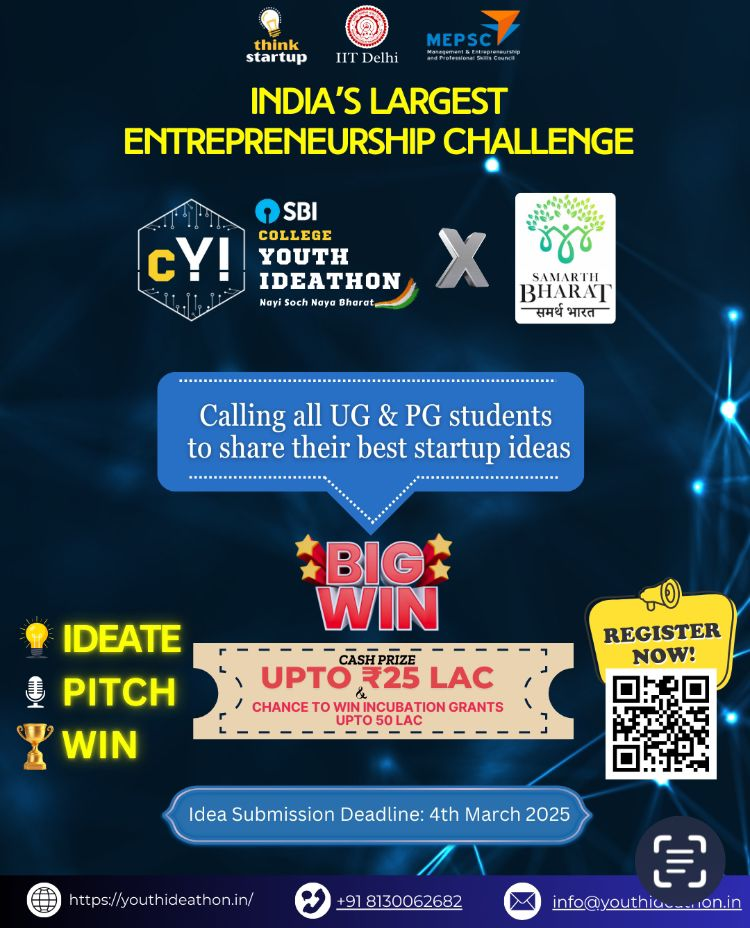 think
startup
IIT Delhi
MEPSC
Management & Entrepreneurship
and Professional Skills Council
INDIA'S LARGEST
ENTREPRENEURSHIP CHALLENGE
CY!
SBI
COLLEGE
YOUTH
IDEATHON
Nayi Soch Naya Bharat
X
SAMARTH
BHARAT
समर्थ भारत
Calling all UG & PG students
to share their best startup ideas
BIG
WIN
IDEATE
PITCH
WIN
CASH PRIZE
UPTO ₹25 LAC
&
CHANCE TO WIN INCUBATION GRANTS
UPTO 50 LAC
REGISTER
NOW!
Idea Submission Deadline: 4th March 2025
https://youthideathon.in/
+91 8130062682
info@youthideathon.in